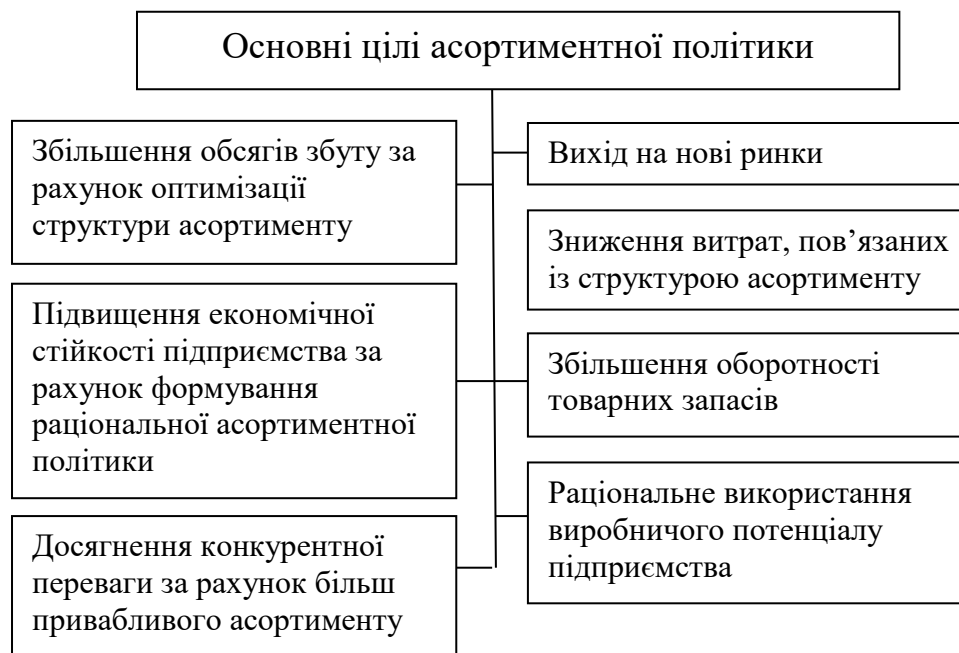 Основні цілі асортиментної політики
Збільшення обсягів збуту за
рахунок оптимізації
структури асортименту
Підвищення економічної
стійкості підприємства за
рахунок формування
раціональної асортиментної
політики
Досягнення конкурентної
переваги за рахунок більш
привабливого асортименту
Вихід на нові ринки
Зниження витрат, пов’язаних
із структурою асортименту
Збільшення оборотності
товарних запасів
Раціональне використання
виробничого потенціалу
підприємства